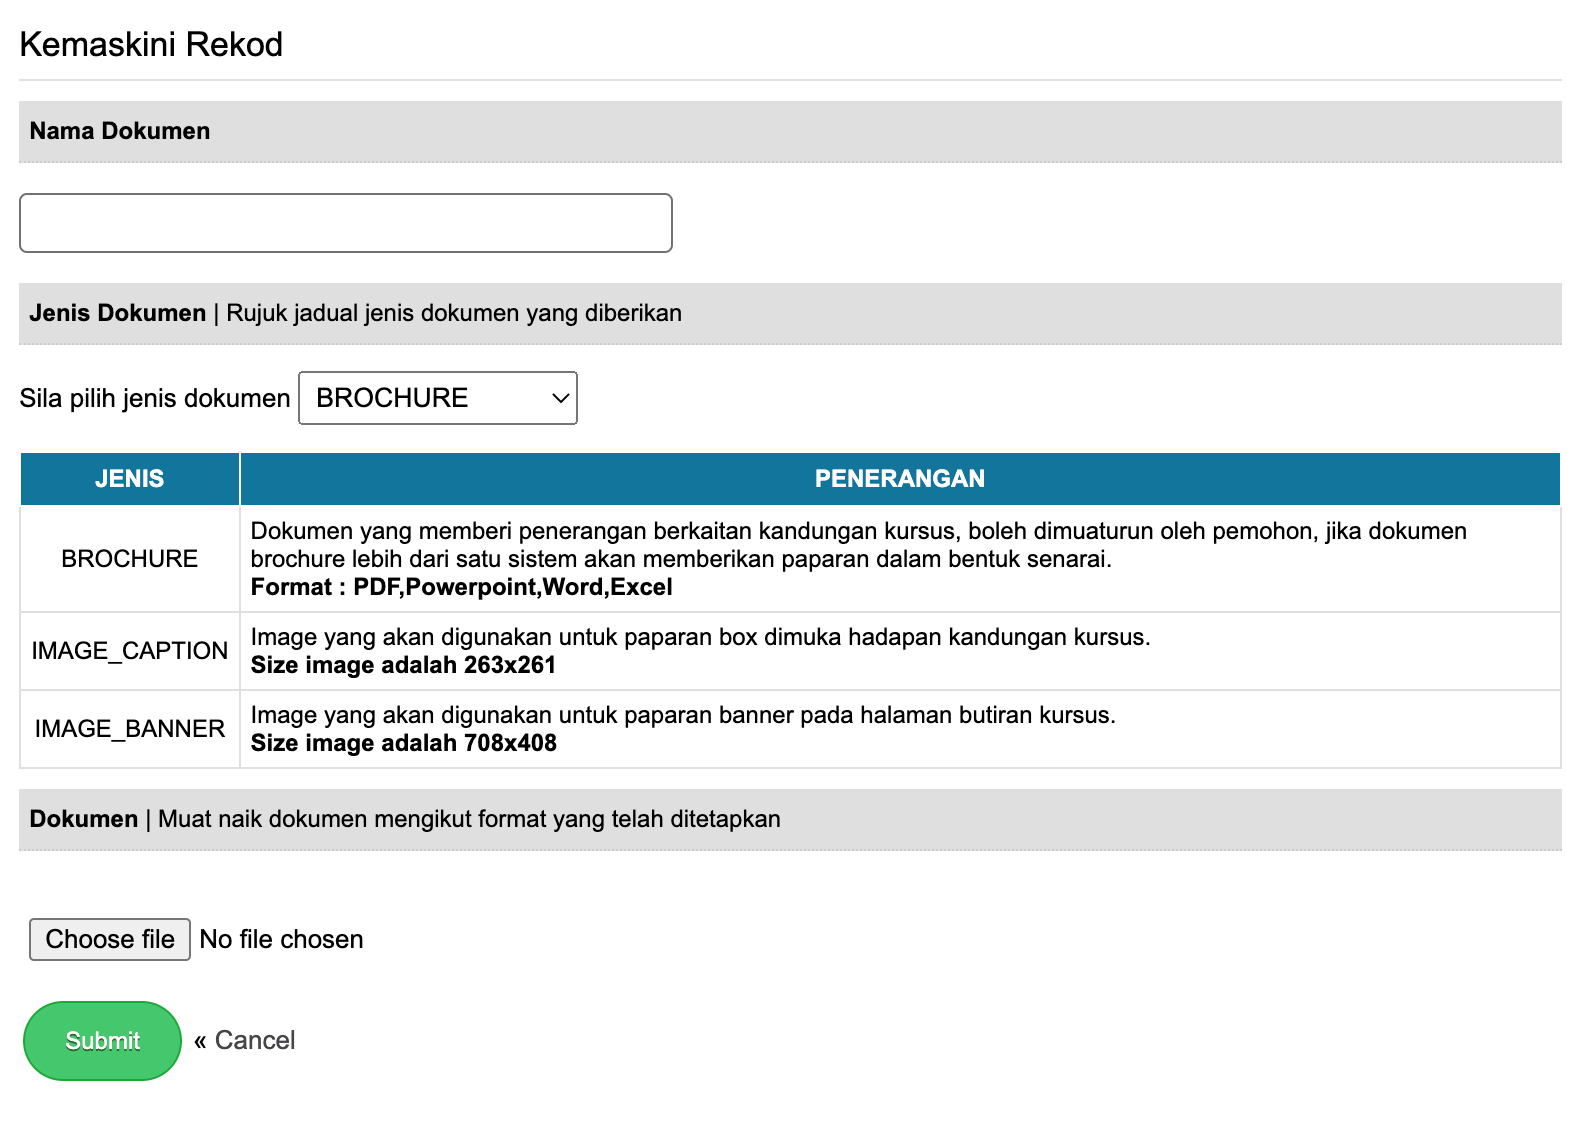 Kemaskini Rekod
Nama Dokumen
Jenis Dokumen | Rujuk jadual jenis dokumen yang diberikan
Sila pilih jenis dokumen BROCHURE
JENIS PENERANGAN
BROCHURE
Dokumen yang memberi penerangan berkaitan kandungan kursus, boleh dimuaturun oleh pemohon, jika dokumen
brochure lebih dari satu sistem akan memberikan paparan dalam bentuk senarai.
Format : PDF,Powerpoint,Word,Excel
IMAGE_CAPTION
Image yang akan digunakan untuk paparan box dimuka hadapan kandungan kursus.
Size image adalah 263x261
IMAGE_BANNER
Image yang akan digunakan untuk paparan banner pada halaman butiran kursus.
Size image adalah 708x408
Dokumen | Muat naik dokumen mengikut format yang telah ditetapkan
Choose file No file chosen
Submit « Cancel